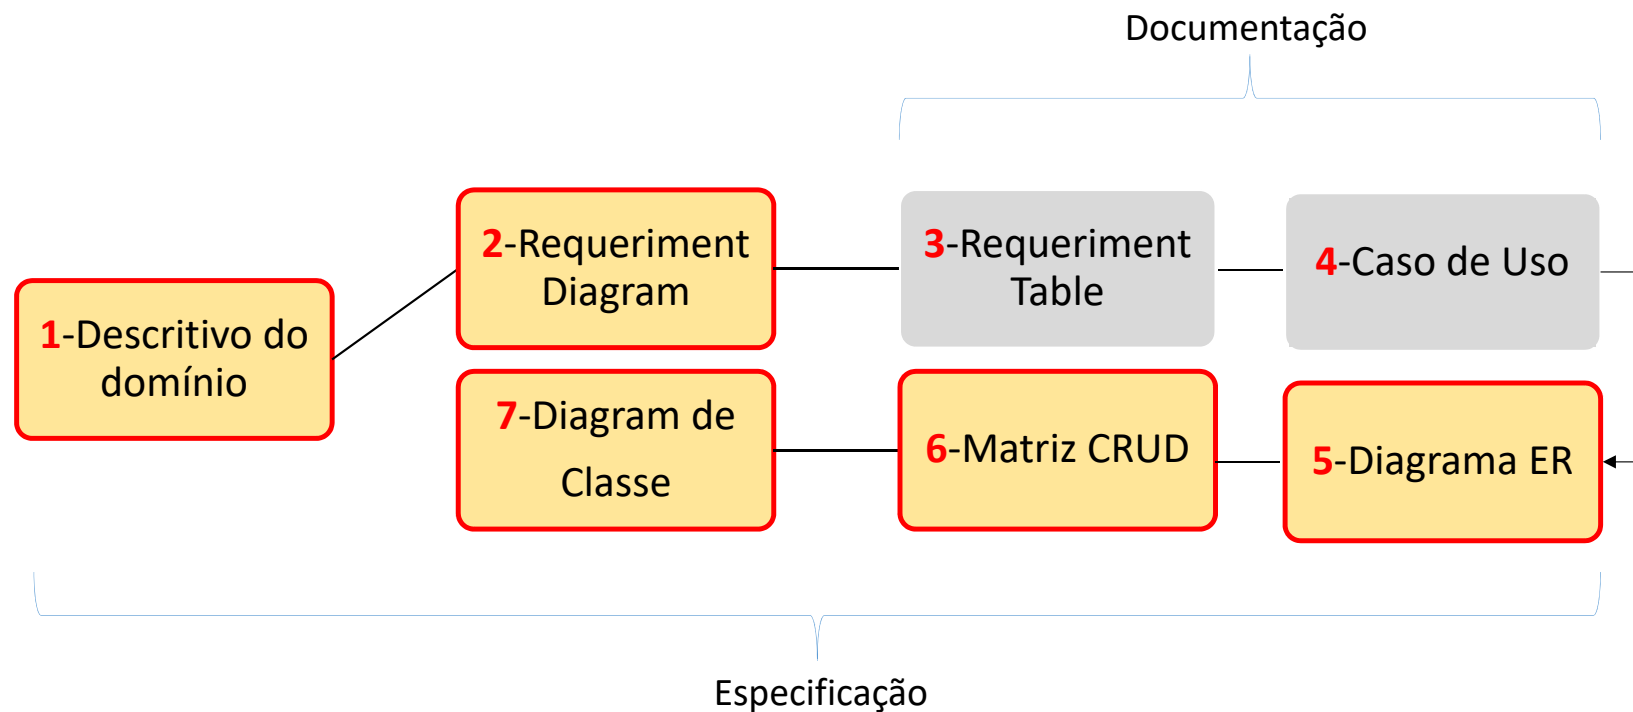 Documentação
2-Requeriment
Diagram
3-Requeriment
Table
4-Caso de Uso
1-Descritivo do
domínio
7-Diagram de
Classe
6-Matriz CRUD
5-Diagrama ER
Especificação